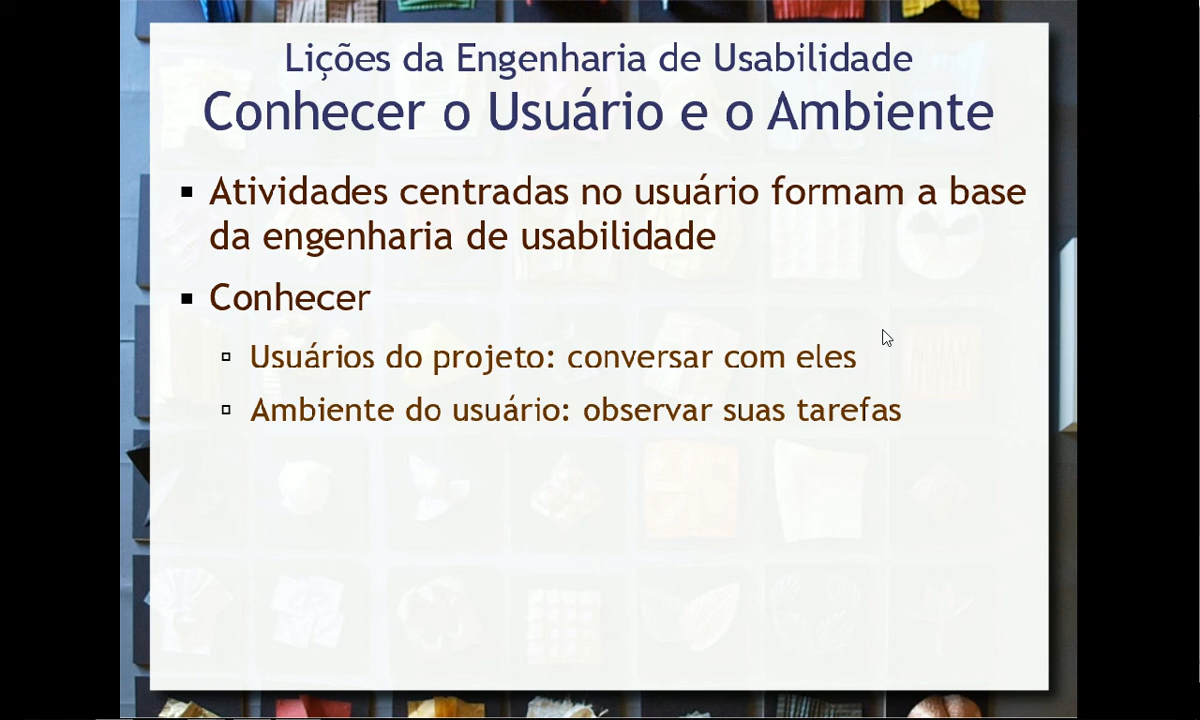 Lições da Engenharia de Usabilidade
Conhecer o Usuário e o Ambiente
Atividades centradas no usuário formam a base
da engenharia de usabilidade
Conhecer
Usuários do projeto: conversar com eles
Ambiente do usuário: observar suas tarefas